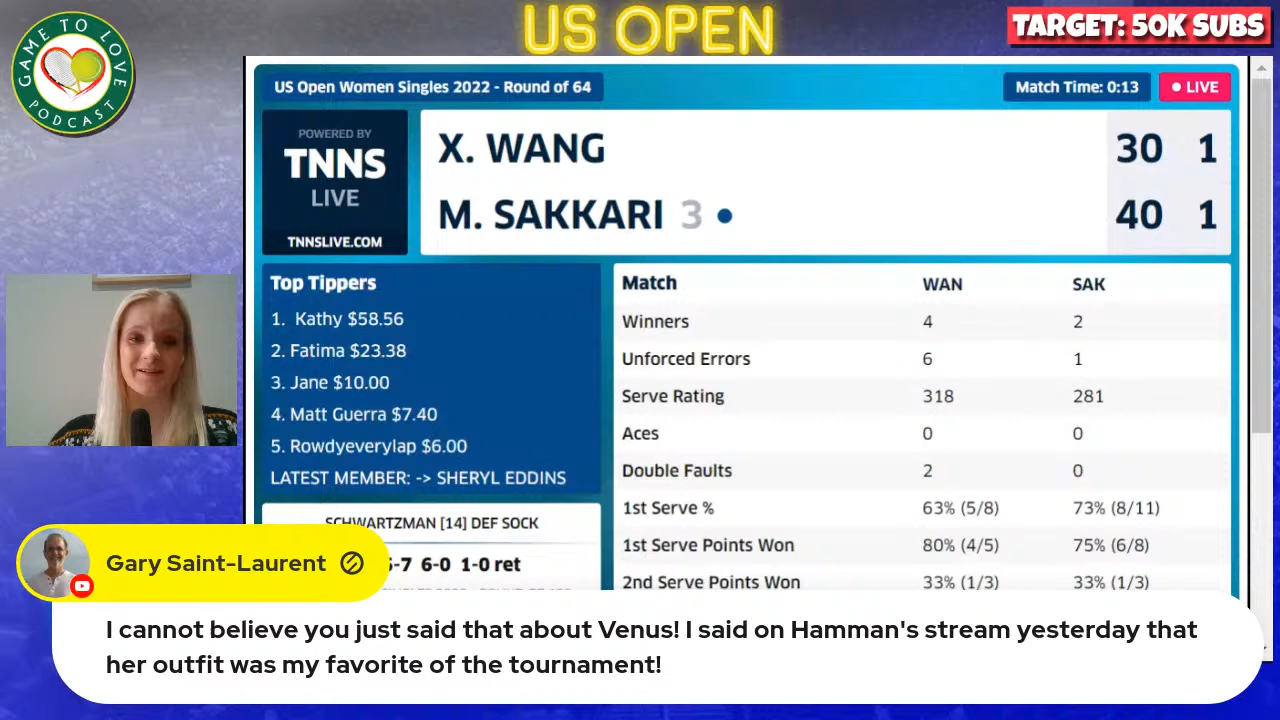 GAME TO LOVE
PODCAST
US OPEN
TARGET: 50K SUBS
US Open Women Singles 2022 - Round of 64
Match Time: 0:13
LIVE
POWERED BY
TNNS
LIVE
TNNSLIVE.COM
X. WANG 30 1
M. SAKKARI 3 40 1
Top Tippers
1. Kathy $58.56
2. Fatima $23.38
3. Jane $10.00
4. Matt Guerra $7.40
5. Rowdyeverylap $6.00
LATEST MEMBER: -> SHERYL EDDINS
SCHWARTZMAN [14] DEF SOCK
-7 6-0 1-0 ret
Match WAN SAK
Winners 4 2
Unforced Errors 6 1
Serve Rating 318 281
Aces 0 0
Double Faults 2 0
1st Serve % 63% (5/8) 73% (8/11)
1st Serve Points Won 80% (4/5) 75% (6/8)
2nd Serve Points Won 33% (1/3) 33% (1/3)
Gary Saint-Laurent
I cannot believe you just said that about Venus! I said on Hamman's stream yesterday that
her outfit was my favorite of the tournament!